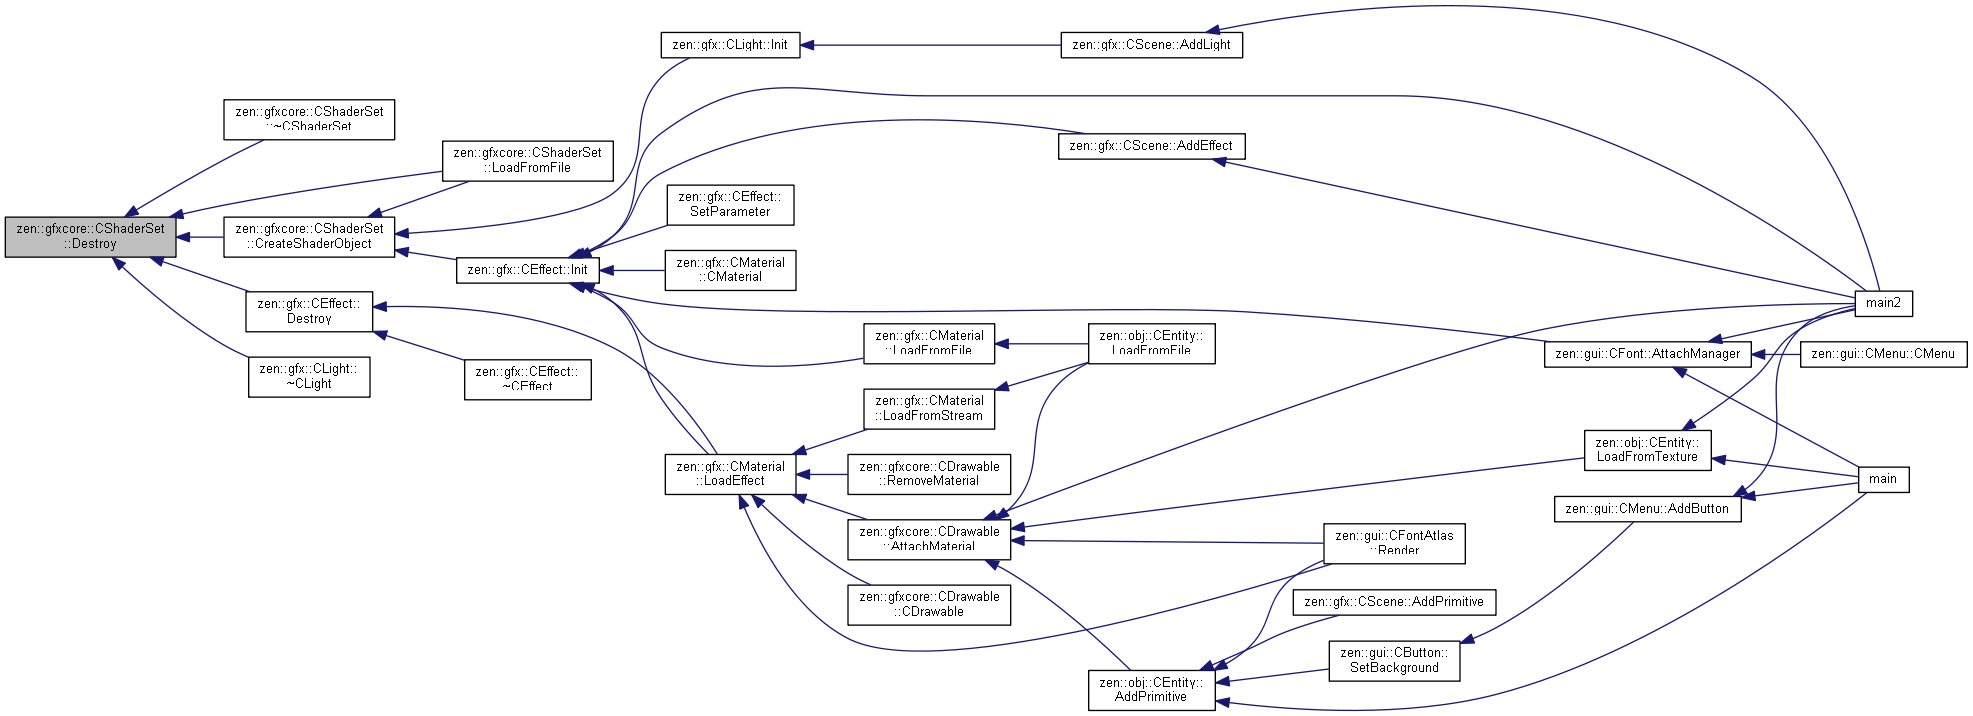 zen::gfx::CLight::Init
zen::gfx::CScene::AddLight
zen::gfxcore::CShaderSet
::~CShaderSet
zen::gfxcore::CShaderSet
::LoadFromFile
zen::gfx::CScene::AddEffect
zen::gfx::CEffect::
SetParameter
zen::gfxcore::CShaderSet
::Destroy
zen::gfxcore::CShaderSet
::CreateShaderObject
zen::gfx::CEffect::Init
zen::gfx::CMaterial
::CMaterial
zen::gfx::CEffect::
Destroy
main2
zen::gfx::CMaterial
::LoadFromFile
zen::obj::CEntity::
LoadFromFile
zen::gui::CFont::AttachManager
zen::gui::CMenu::CMenu
zen::gfx::CLight::
~CLight
zen::gfx::CEffect::
~CEffect
zen::gfx::CMaterial
::LoadFromStream
zen::obj::CEntity::
LoadFromTexture
zen::gfx::CMaterial
::LoadEffect
zen::gfxcore::CDrawable
::RemoveMaterial
main
zen::gui::CMenu::AddButton
zen::gfxcore::CDrawable
::AttachMaterial
zen::gui::CFontAtlas
::Render
zen::gfxcore::CDrawable
::CDrawable
zen::gfx::CScene::AddPrimitive
zen::gui::CButton::
SetBackground
zen::obj::CEntity::
AddPrimitive